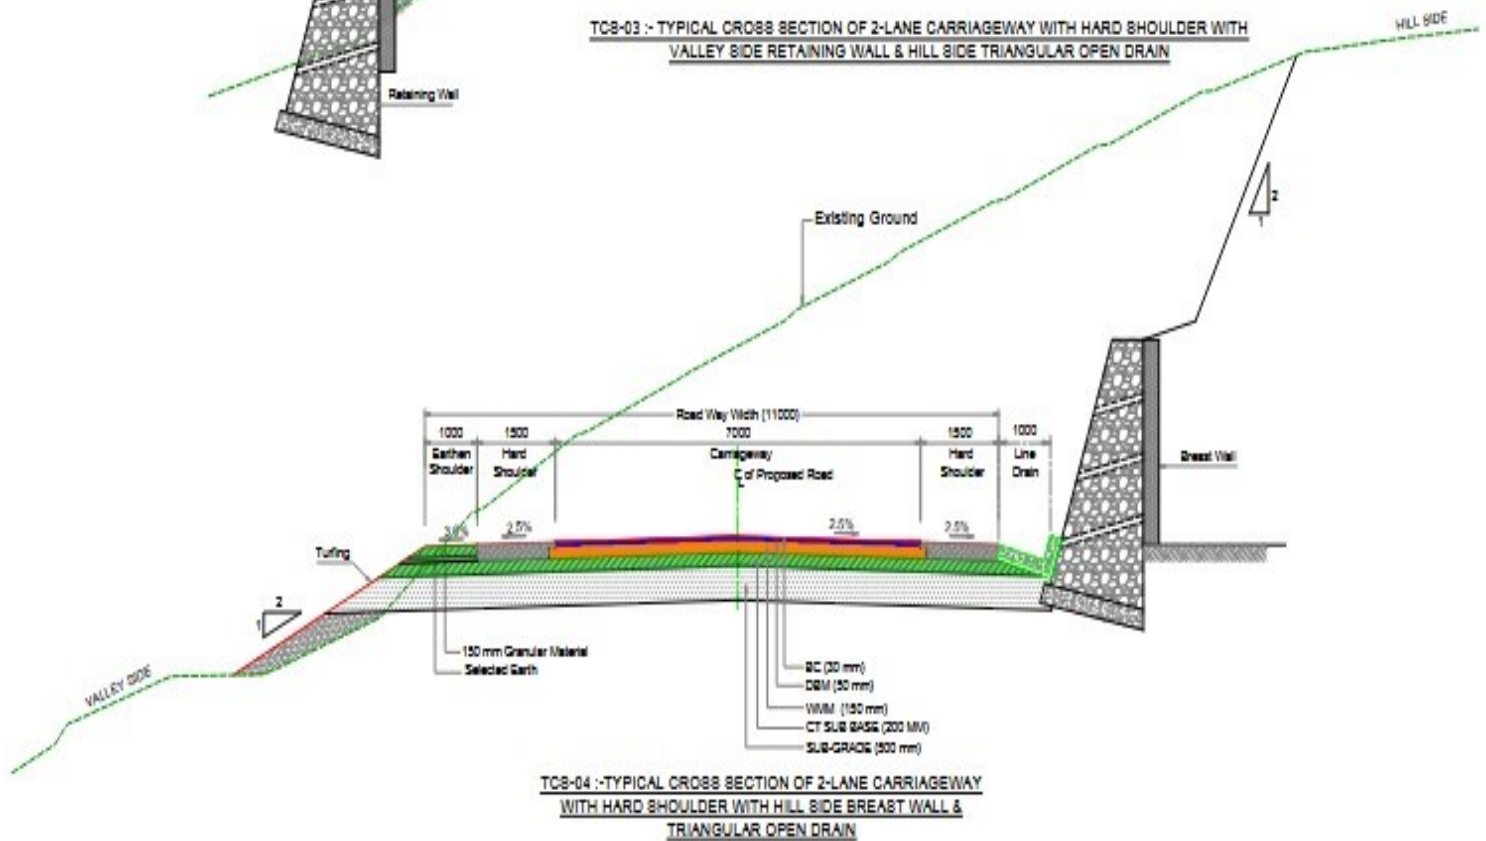 TCS-03 :- TYPICAL CROSS SECTION OF 2-LANE CARRIAGEWAY WITH HARD SHOULDER WITH
VALLEY SIDE RETAINING WALL & HILL SIDE TRIANGULAR OPEN DRAIN
HILL SIDE
Retaining Wall
2
1
Existing Ground
Road Way Width (11000)
1000
1500
7000
1500
1000
Earthen
Shoulder
Hard
Shoulder
Carriageway
Hard
Shoulder
Line
Drain
Breast Wall
℄ of Proposed Road
3.0%
2.5%
2.5%
2.5%
Turfing
2
1
150 mm Granular Material
Selected Earth
VALLEY SIDE
BC (30 mm)
DBM (50 mm)
WMM (150 mm)
CT SUB BASE (200 MM)
SUB-GRADE (500 mm)
TCS-04 :-TYPICAL CROSS SECTION OF 2-LANE CARRIAGEWAY
WITH HARD SHOULDER WITH HILL SIDE BREAST WALL &
TRIANGULAR OPEN DRAIN